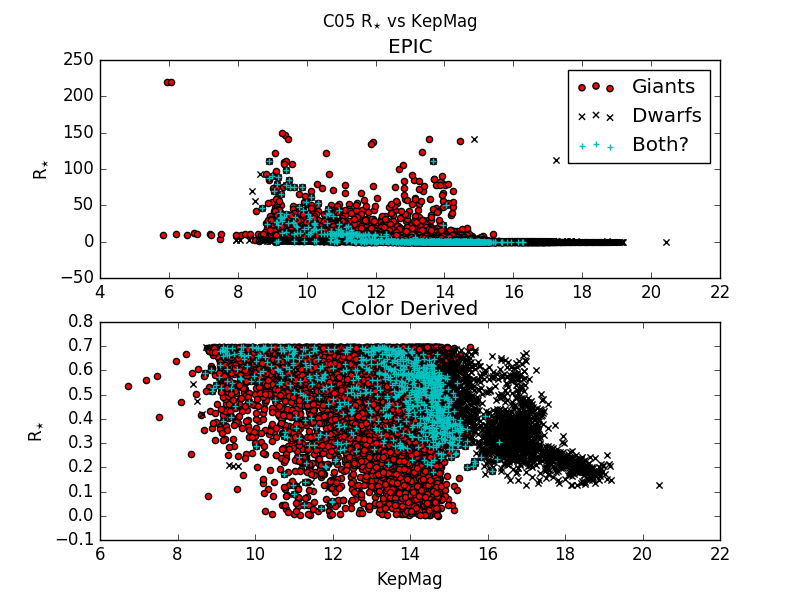 C05 R⋆ vs KepMag
EPIC
250
200
150
100
50
0
−50
R⋆
Giants
Dwarfs
Both?
4 6 8 10 12 14 16 18 20 22
Color Derived
0.8
0.7
0.6
0.5
0.4
0.3
0.2
0.1
0.0
−0.1
R⋆
6 8 10 12 14 16 18 20 22
KepMag